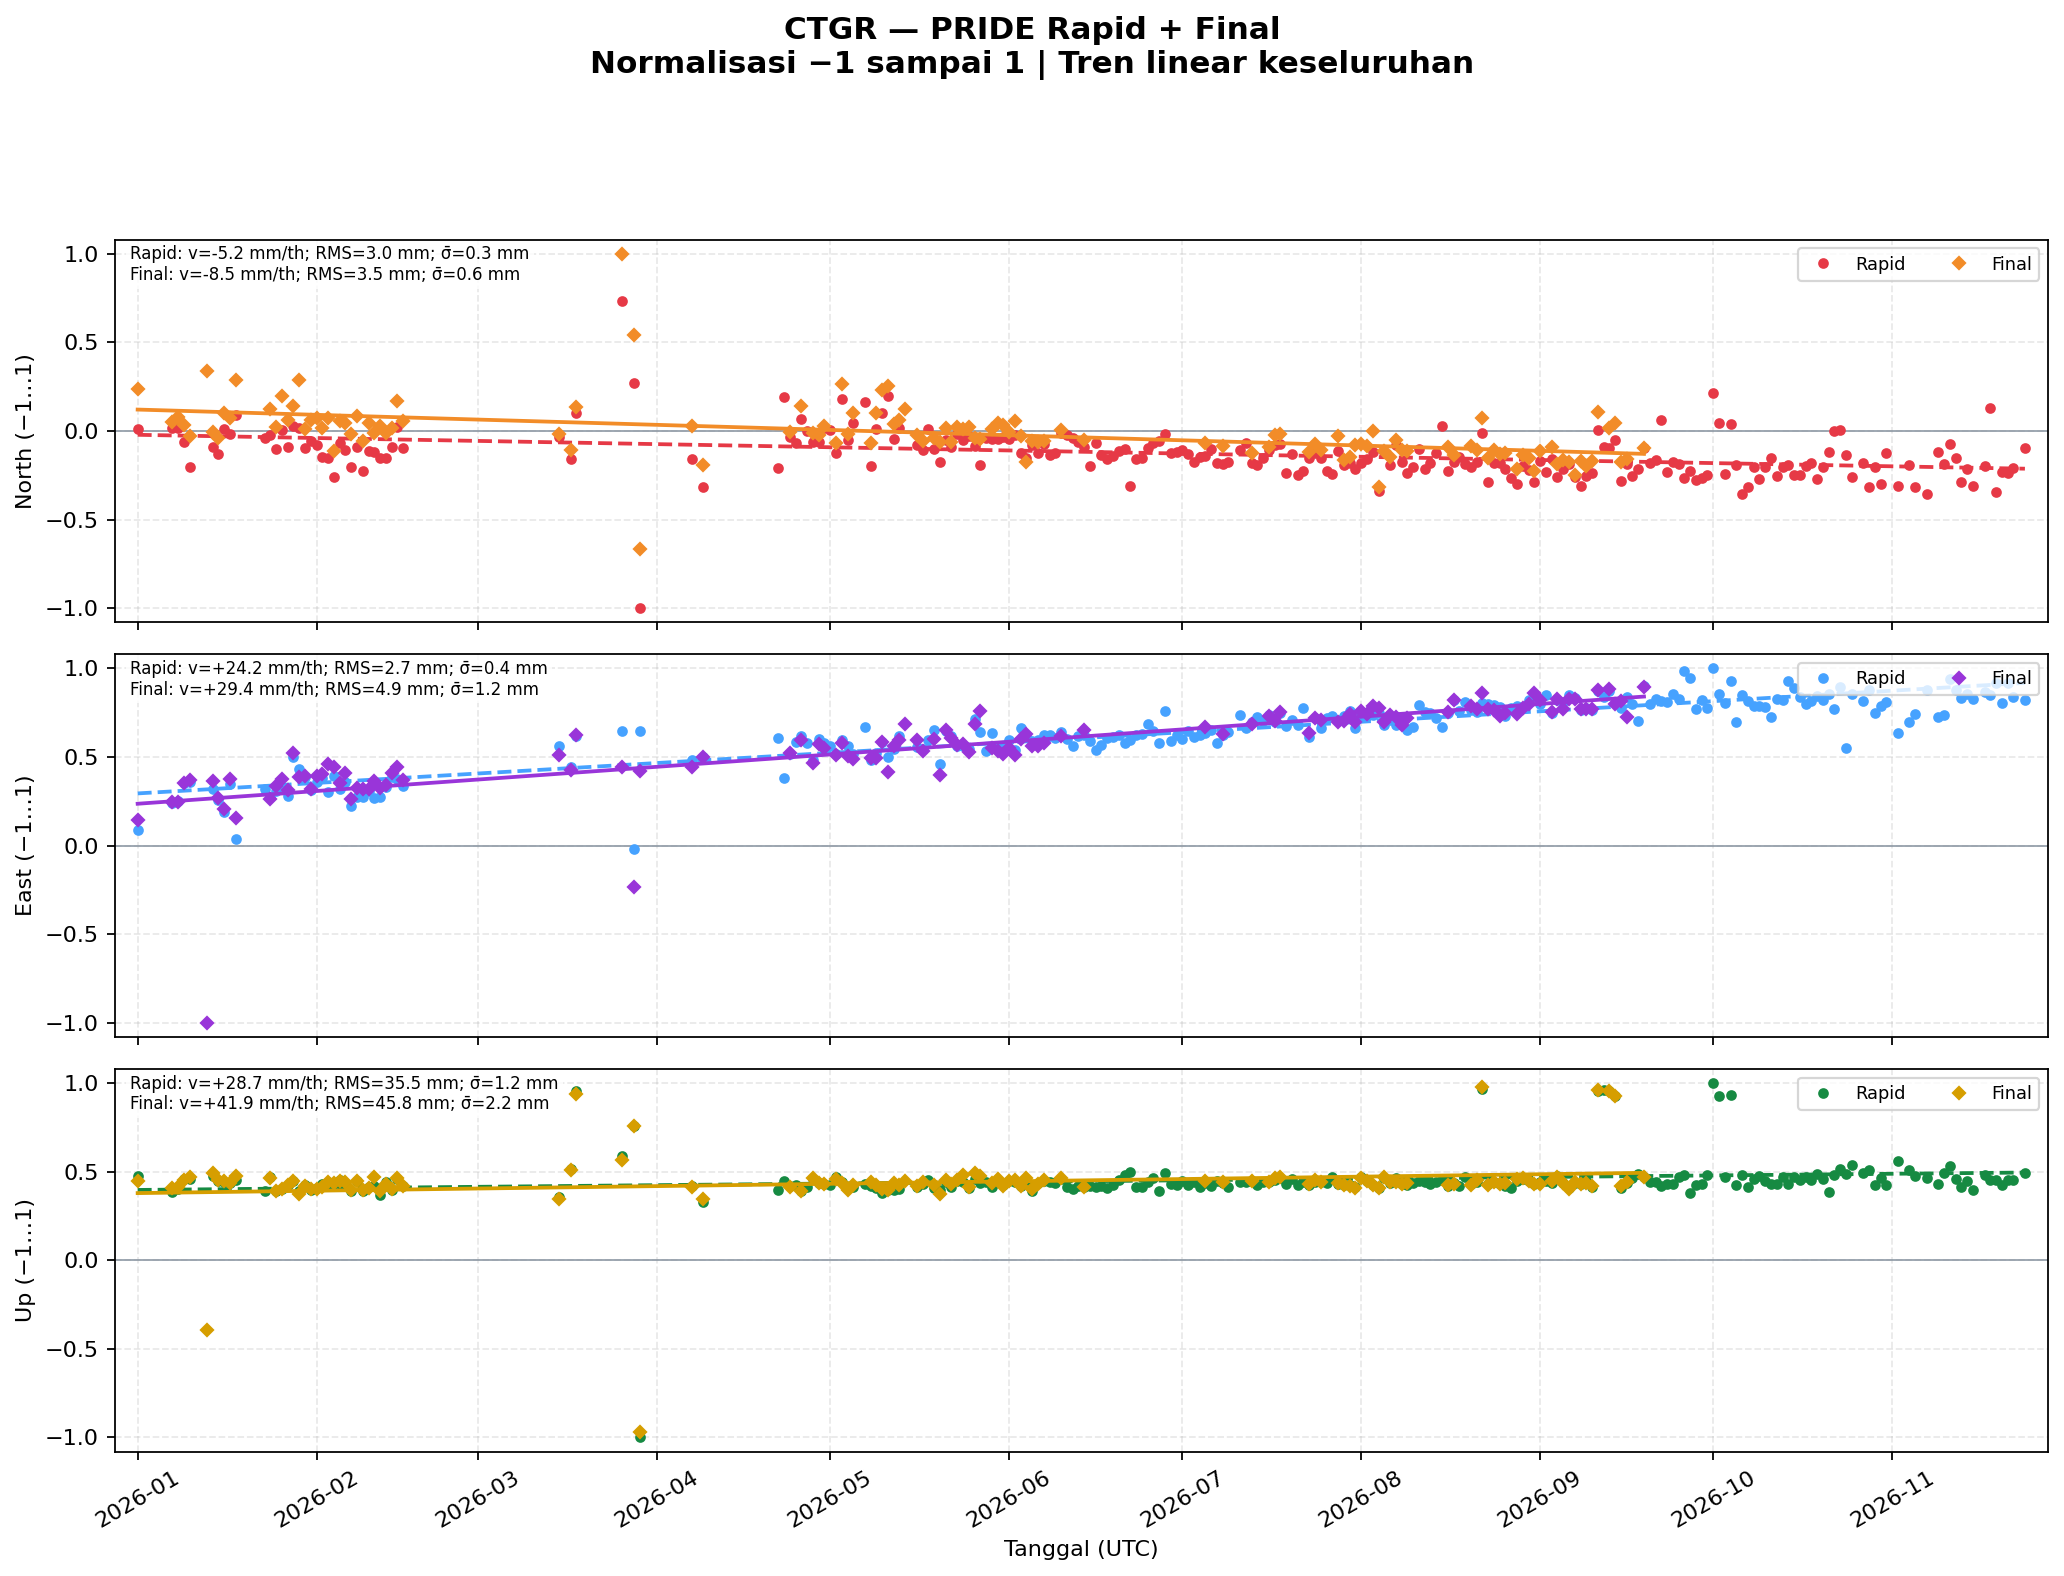 CTGR — PRIDE Rapid + Final
Normalisasi −1 sampai 1 | Tren linear keseluruhan
Rapid: v=-5.2 mm/th; RMS=3.0 mm; σ̄=0.3 mm
Final: v=-8.5 mm/th; RMS=3.5 mm; σ̄=0.6 mm
Rapid Final
North (−1…1)
1.0
0.5
0.0
−0.5
−1.0
Rapid: v=+24.2 mm/th; RMS=2.7 mm; σ̄=0.4 mm
Final: v=+29.4 mm/th; RMS=4.9 mm; σ̄=1.2 mm
Rapid Final
East (−1…1)
1.0
0.5
0.0
−0.5
−1.0
Rapid: v=+28.7 mm/th; RMS=35.5 mm; σ̄=1.2 mm
Final: v=+41.9 mm/th; RMS=45.8 mm; σ̄=2.2 mm
Rapid Final
Up (−1…1)
1.0
0.5
0.0
−0.5
−1.0
2026-01 2026-02 2026-03 2026-04 2026-05 2026-06 2026-07 2026-08 2026-09 2026-10 2026-11
Tanggal (UTC)